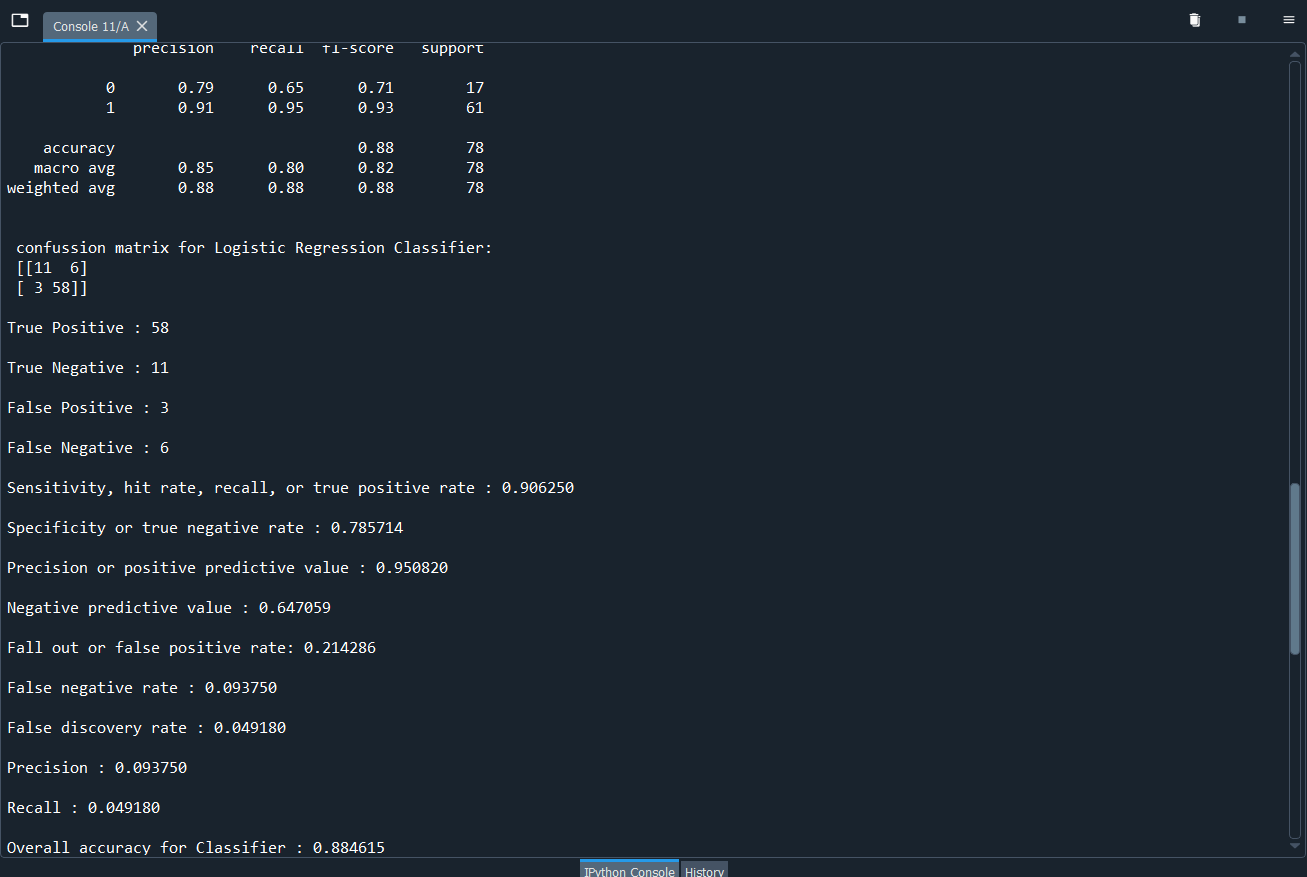 Console 11/A
precision recall f1-score support
0 0.79 0.65 0.71 17
1 0.91 0.95 0.93 61
accuracy 0.88 78
macro avg 0.85 0.80 0.82 78
weighted avg 0.88 0.88 0.88 78
confussion matrix for Logistic Regression Classifier:
[[11 6]
[ 3 58]]
True Positive : 58
True Negative : 11
False Positive : 3
False Negative : 6
Sensitivity, hit rate, recall, or true positive rate : 0.906250
Specificity or true negative rate : 0.785714
Precision or positive predictive value : 0.950820
Negative predictive value : 0.647059
Fall out or false positive rate: 0.214286
False negative rate : 0.093750
False discovery rate : 0.049180
Precision : 0.093750
Recall : 0.049180
Overall accuracy for Classifier : 0.884615
IPython Console History